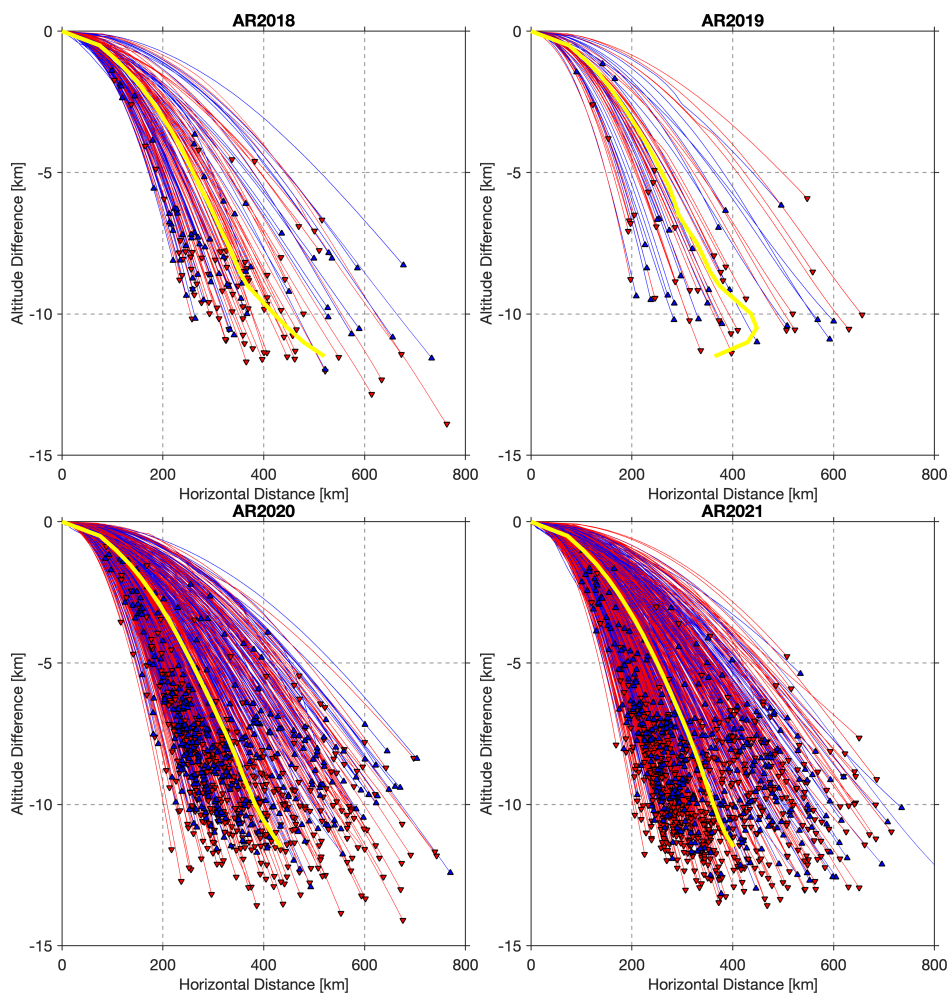 AR2018
0
-5
-10
-15
Altitude Difference [km]
0 200 400 600 800
Horizontal Distance [km]
AR2019
0
-5
-10
-15
Altitude Difference [km]
0 200 400 600 800
Horizontal Distance [km]
AR2020
0
-5
-10
-15
Altitude Difference [km]
0 200 400 600 800
Horizontal Distance [km]
AR2021
0
-5
-10
-15
Altitude Difference [km]
0 200 400 600 800
Horizontal Distance [km]